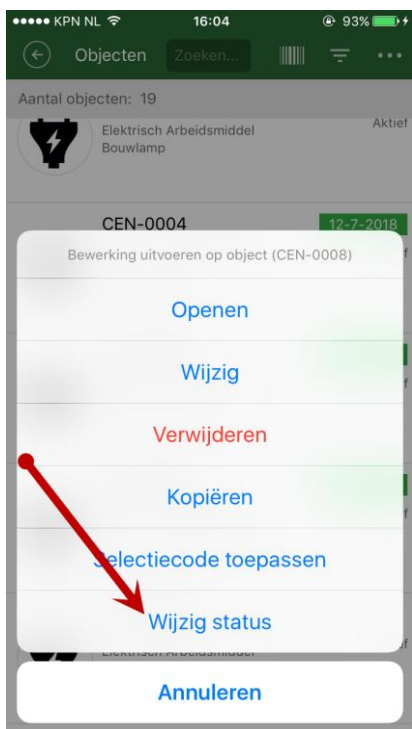 KPN NL 16:04 93%
Objecten Zoeken...
Aantal objecten: 19
Elektrisch Arbeidsmiddel Aktief
Bouwlamp
CEN-0004 12-7-2018
Bewerking uitvoeren op object (CEN-0008)
Openen
Wijzig
Verwijderen
Kopiëren
Selectiecode toepassen
Wijzig status
Elektrisch Arbeidsmiddel
Annuleren